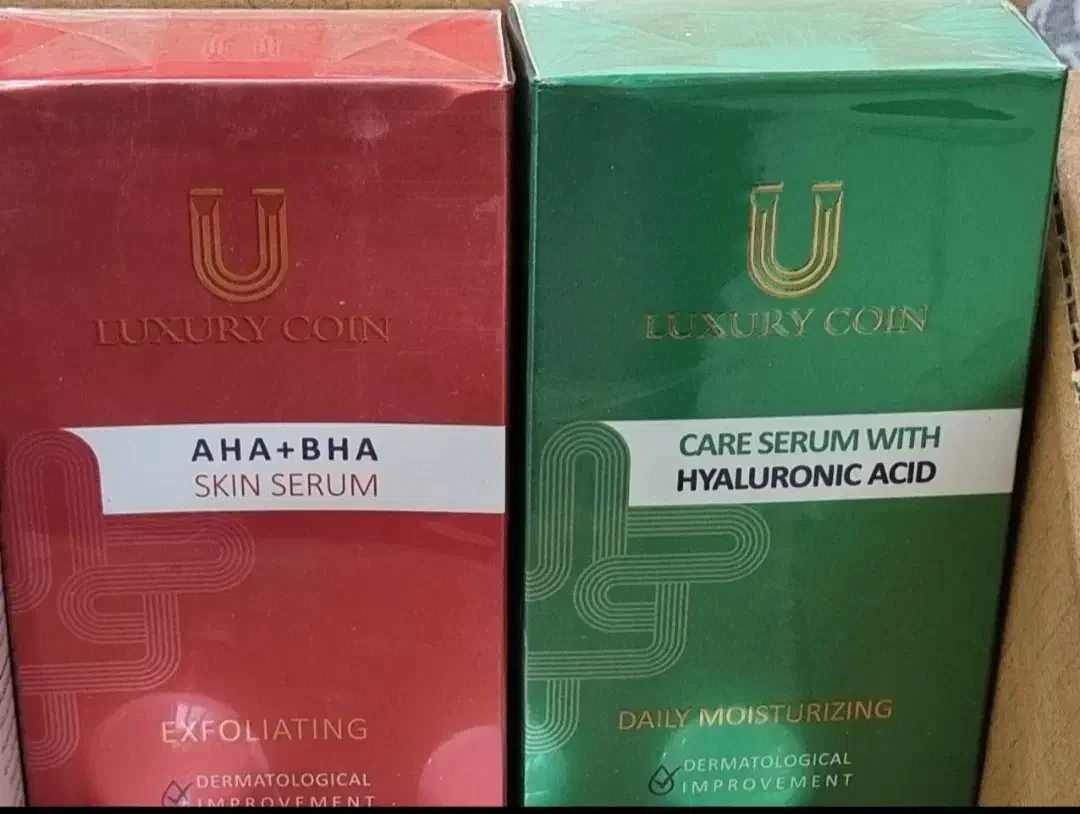 LUXURY COIN
AHA+BHA
SKIN SERUM
EXFOLIATING
DERMATOLOGICAL
IMPROVEMENT
LUXURY COIN
CARE SERUM WITH
HYALURONIC ACID
DAILY MOISTURIZING
DERMATOLOGICAL
IMPROVEMENT